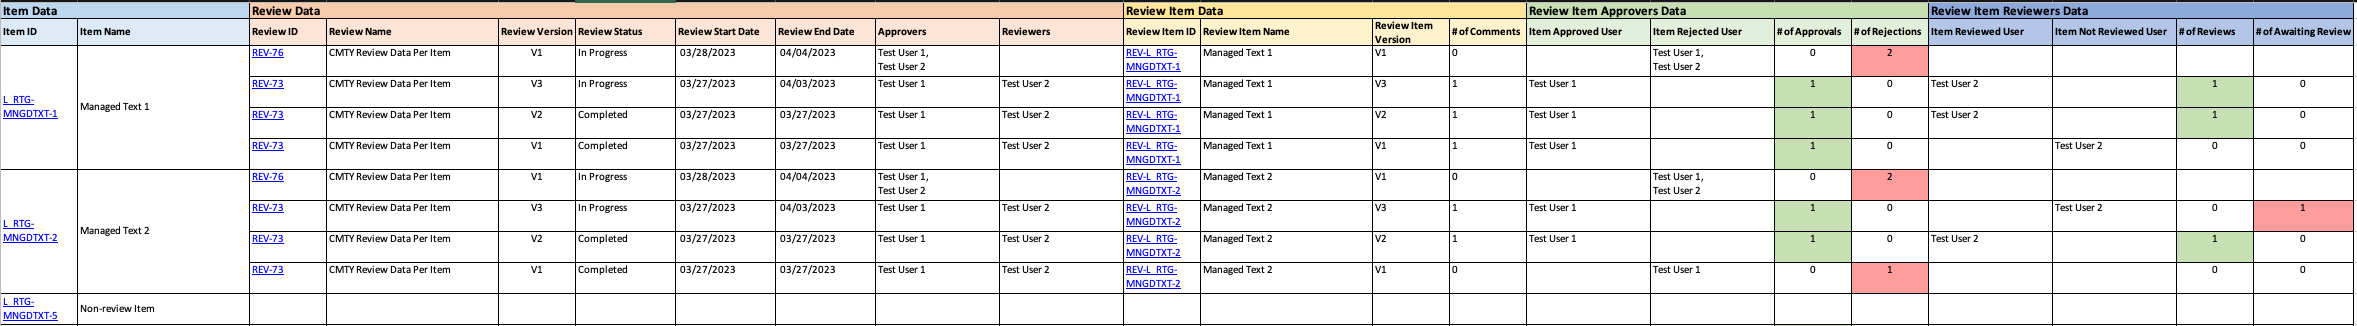 Item Data Review Data Review Item Data Review Item Approvers Data Review Item Reviewers Data
Item ID Item Name Review ID Review Name Review Version Review Status Review Start Date Review End Date Approvers Reviewers Review Item ID Review Item Name Review Item Version # of Comments Item Approved User Item Rejected User # of Approvals # of Rejections Item Reviewed User Item Not Reviewed User # of Reviews # of Awaiting Review
L_RTG-MNGDTXT-1 Managed Text 1
REV-76 CMTY Review Data Per Item V1 In Progress 03/28/2023 04/04/2023 Test User 1, Test User 2 REV-L_RTG-MNGDTXT-1 Managed Text 1 V1 0 Test User 1, Test User 2 0 2
REV-73 CMTY Review Data Per Item V3 In Progress 03/27/2023 04/03/2023 Test User 1 Test User 2 REV-L_RTG-MNGDTXT-1 Managed Text 1 V3 1 Test User 1 1 0 Test User 2 1 0
REV-73 CMTY Review Data Per Item V2 Completed 03/27/2023 03/27/2023 Test User 1 Test User 2 REV-L_RTG-MNGDTXT-1 Managed Text 1 V2 1 Test User 1 1 0 Test User 2 1 0
REV-73 CMTY Review Data Per Item V1 Completed 03/27/2023 03/27/2023 Test User 1 Test User 2 REV-L_RTG-MNGDTXT-1 Managed Text 1 V1 1 Test User 1 1 0 Test User 2 0 0
L_RTG-MNGDTXT-2 Managed Text 2
REV-76 CMTY Review Data Per Item V1 In Progress 03/28/2023 04/04/2023 Test User 1, Test User 2 REV-L_RTG-MNGDTXT-2 Managed Text 2 V1 0 Test User 1, Test User 2 0 2
REV-73 CMTY Review Data Per Item V3 In Progress 03/27/2023 04/03/2023 Test User 1 Test User 2 REV-L_RTG-MNGDTXT-2 Managed Text 2 V3 1 Test User 1 1 0 Test User 2 0 1
REV-73 CMTY Review Data Per Item V2 Completed 03/27/2023 03/27/2023 Test User 1 Test User 2 REV-L_RTG-MNGDTXT-2 Managed Text 2 V2 1 Test User 1 1 0 Test User 2 1 0
REV-73 CMTY Review Data Per Item V1 Completed 03/27/2023 03/27/2023 Test User 1 Test User 2 REV-L_RTG-MNGDTXT-2 Managed Text 2 V1 0 Test User 1 0 1 0 0
L_RTG-MNGDTXT-5 Non-review Item